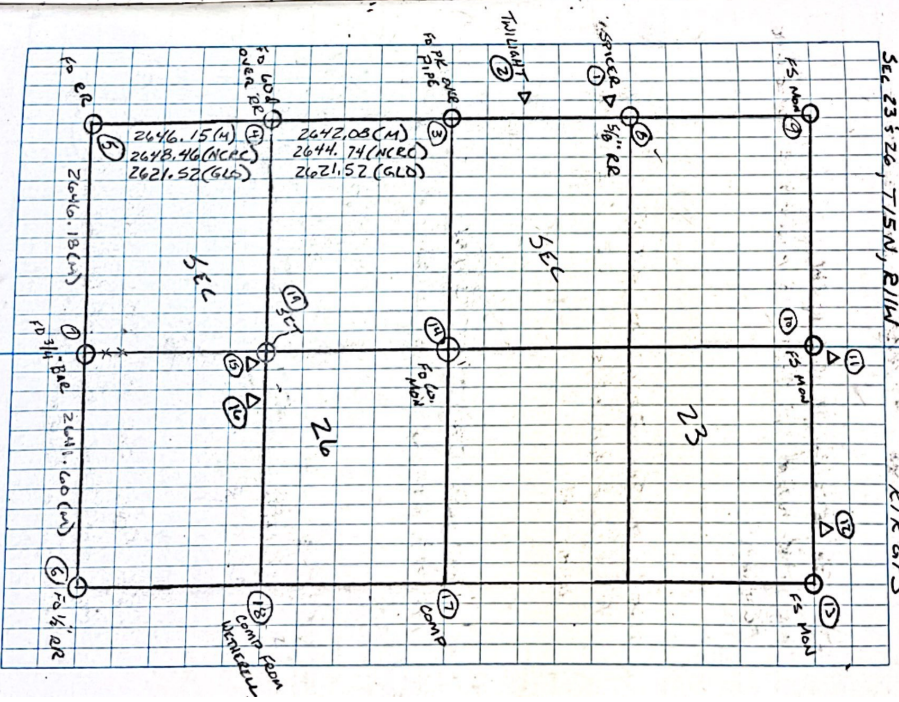 SEC 23 & 26, T15N, R11W
FS MON
9
10
FS MON
11
12
13
FS MON
SPICER
1
TWILIGHT
2
8
5/8" RR
SEC
23
FD PK OVER
PIPE
3
14
FD CO.
MON
17
COMP
2642.08(M)
2644.74(NCRC)
2621.52(GLO)
FD 60d
OVER RR
4
19
SET
15
16
SEC
26
18
COMP FROM
WETHERELL
2646.15(M)
2648.46(NCRC)
2621.52(GLO)
FD RR
5
2646.18(M)
FD 3/4" BAR
2641.60(M)
6
FD 1/2" RR